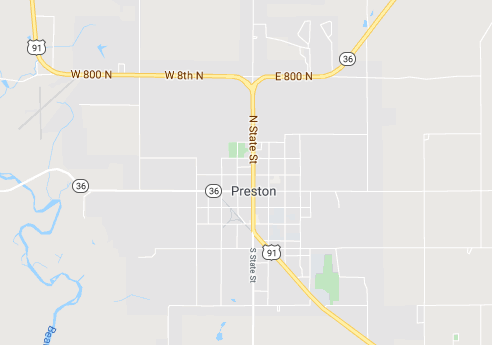 91
36
W 800 N
W 8th N
E 800 N
N State St
36
36
Preston
91
S State St
Bea